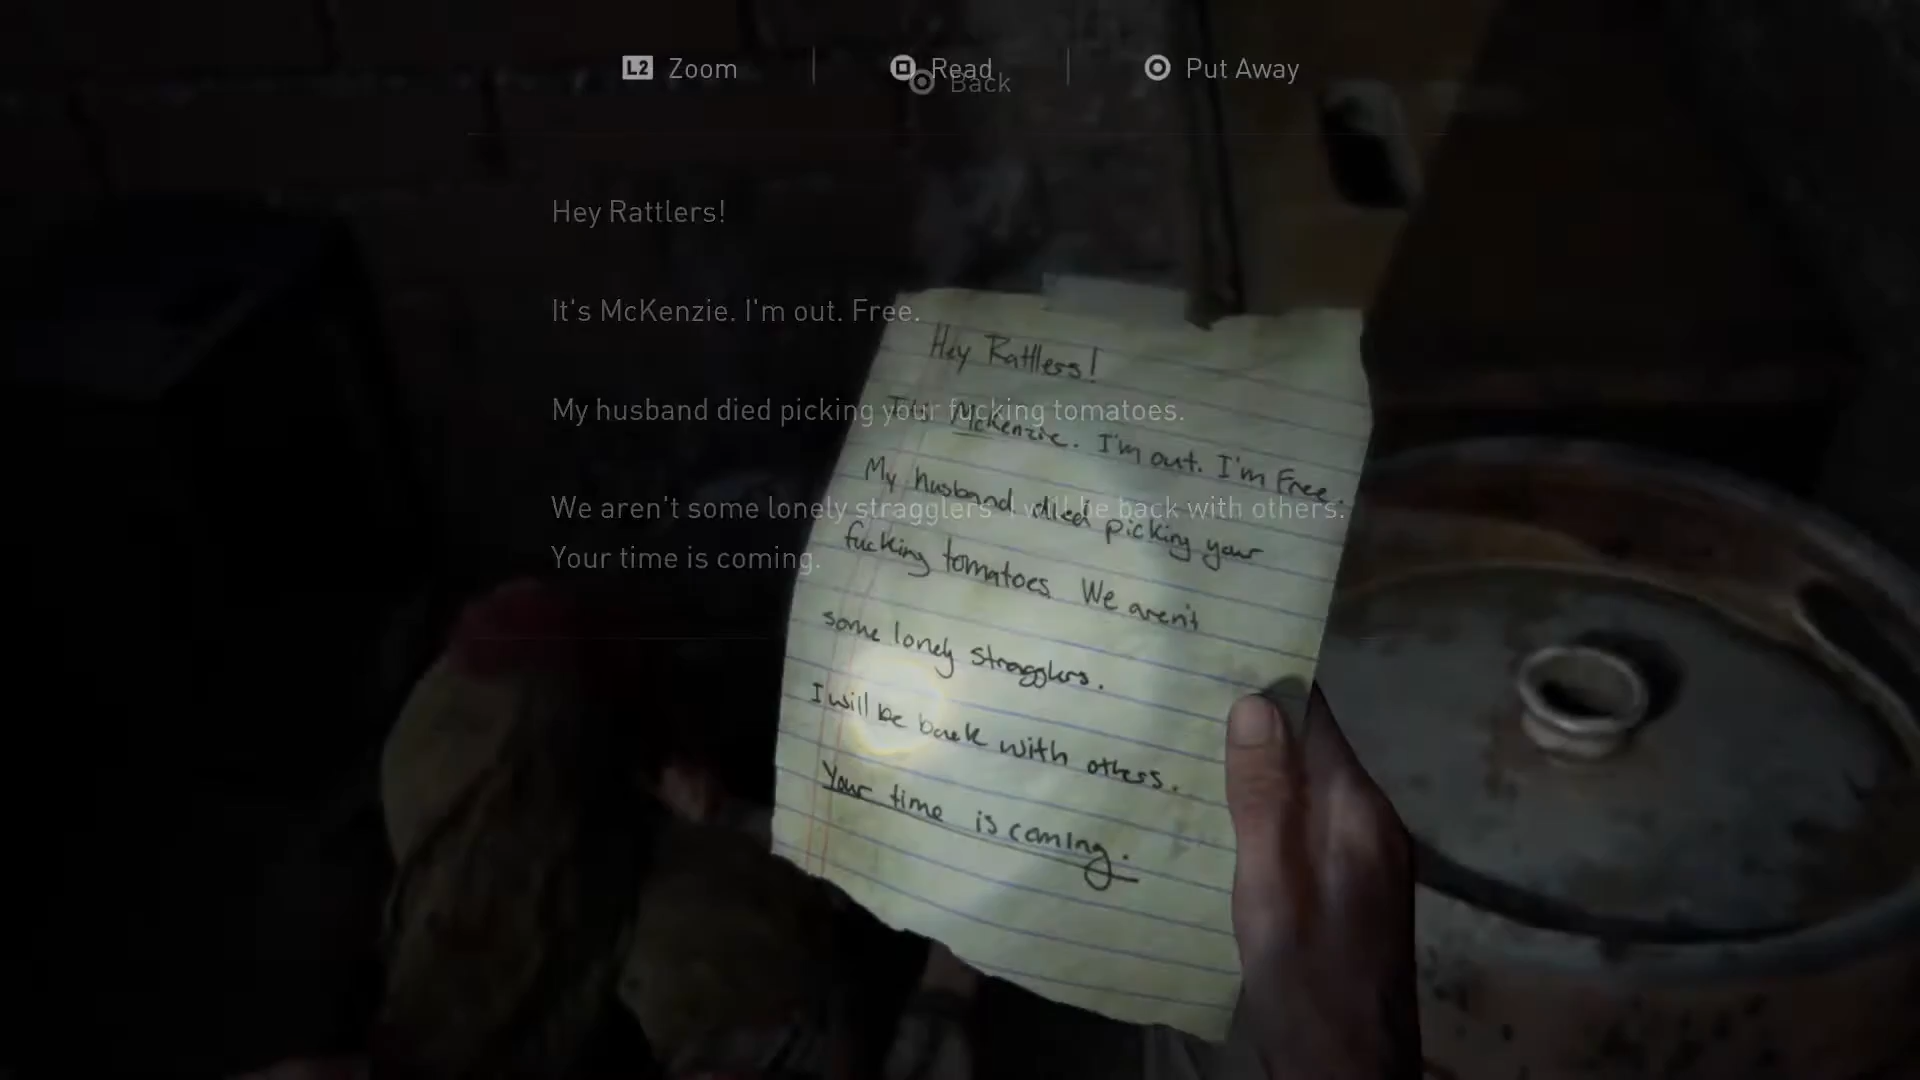 L2 Zoom
Read
Put Away
Back
Hey Rattlers!
It's McKenzie. I'm out. Free.
My husband died picking your fucking tomatoes.
We aren't some lonely stragglers. I will be back with others.
Your time is coming.
Hey Rattlers!
It's McKenzie. I'm out. I'm Free.
My husband died picking your
fucking tomatoes. We aren't
some lonely stragglers.
I will be back with others.
Your time is coming.